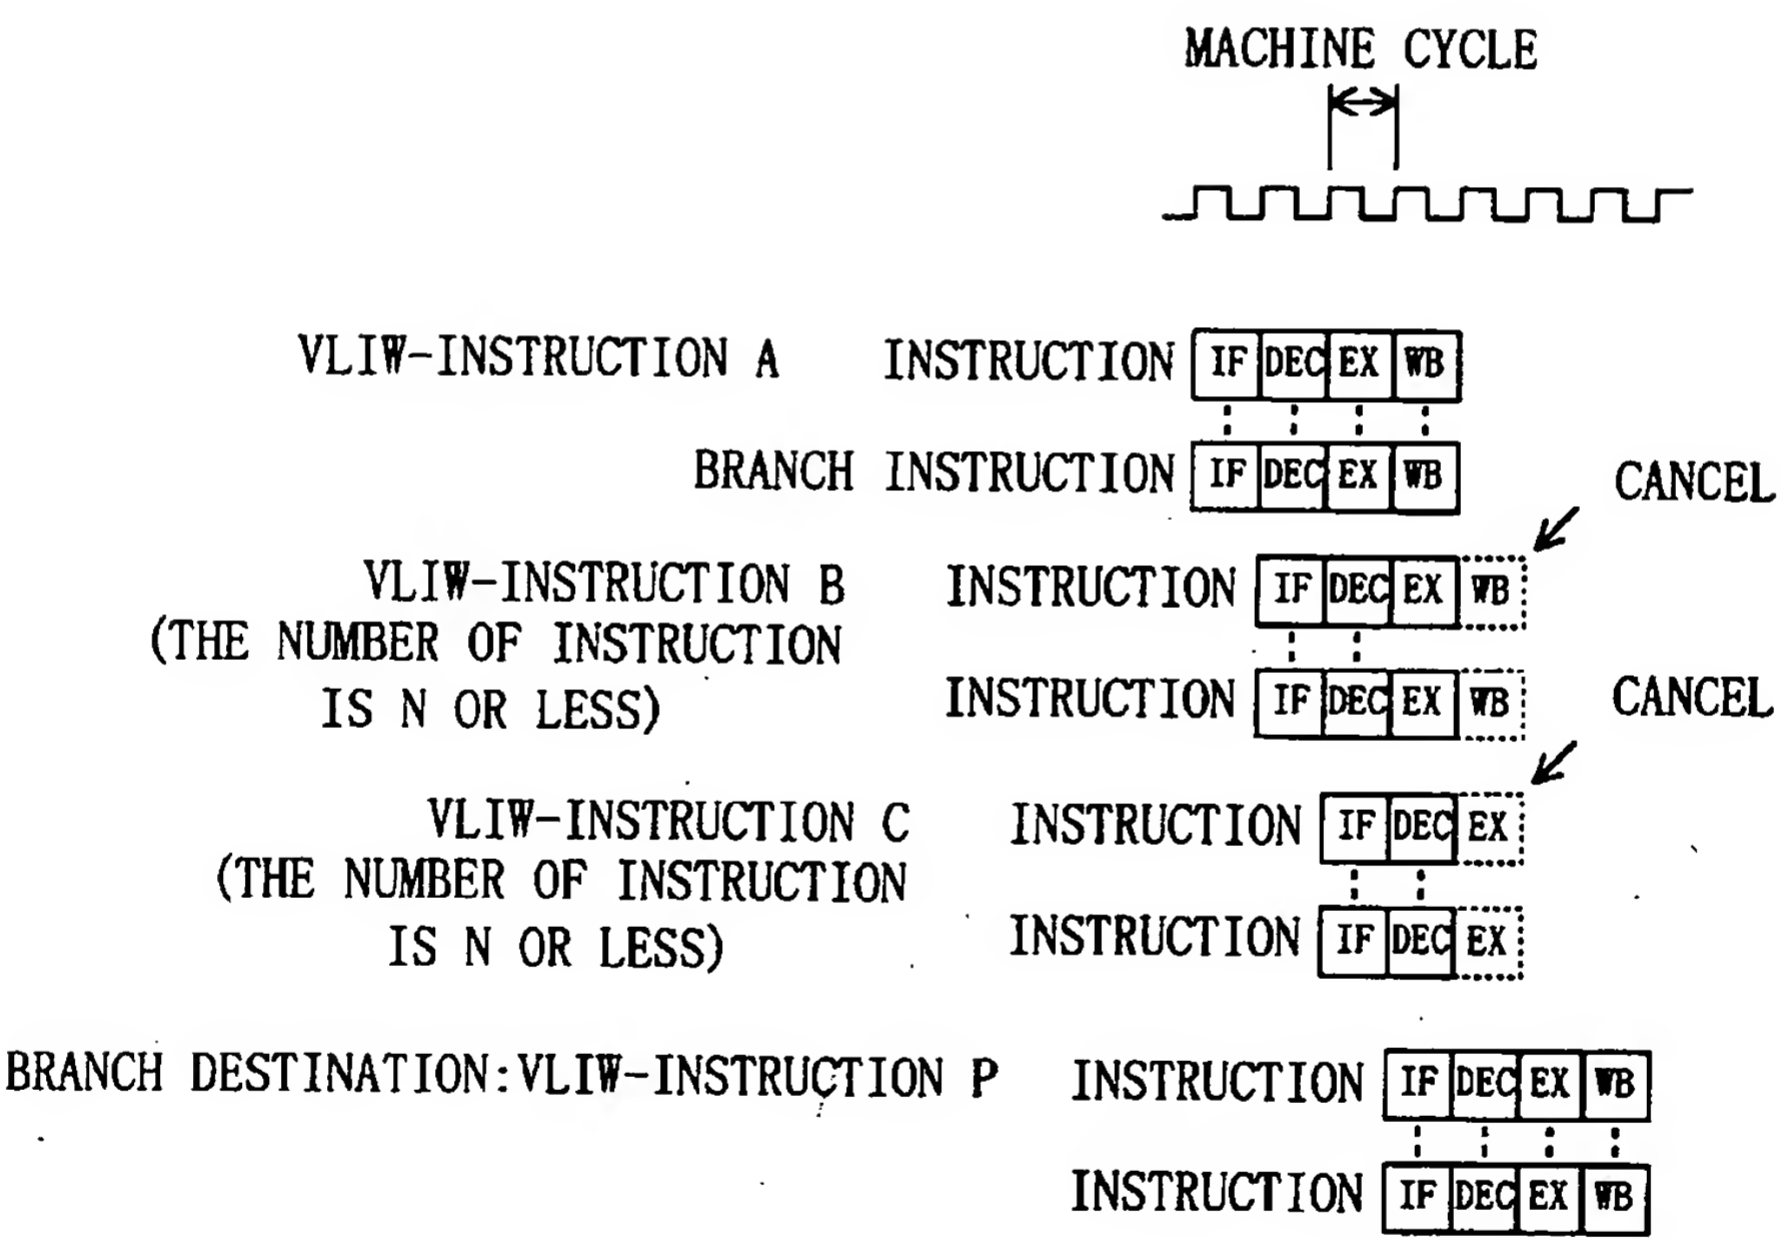 MACHINE CYCLE
VLIW-INSTRUCTION A INSTRUCTION IF DEC EX WB
BRANCH INSTRUCTION IF DEC EX WB
CANCEL
VLIW-INSTRUCTION B INSTRUCTION IF DEC EX WB
(THE NUMBER OF INSTRUCTION
IS N OR LESS) INSTRUCTION IF DEC EX WB
CANCEL
VLIW-INSTRUCTION C INSTRUCTION IF DEC EX
(THE NUMBER OF INSTRUCTION
IS N OR LESS) INSTRUCTION IF DEC EX
BRANCH DESTINATION:VLIW-INSTRUCTION P INSTRUCTION IF DEC EX WB
INSTRUCTION IF DEC EX WB